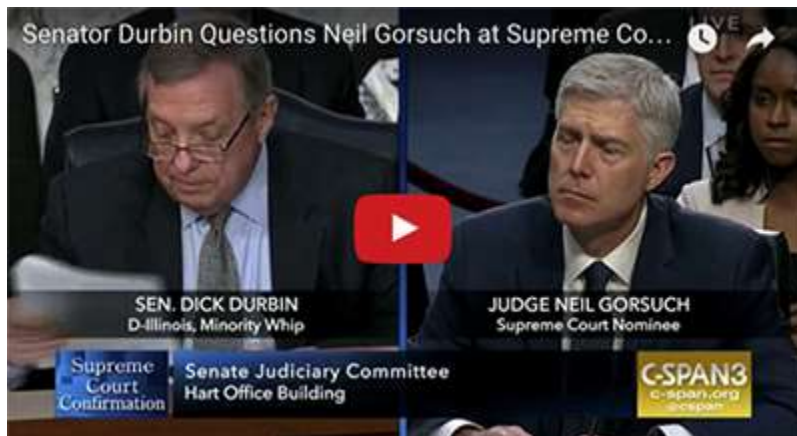 Senator Durbin Questions Neil Gorsuch at Supreme Co...
LIVE
SEN. DICK DURBIN
D-Illinois, Minority Whip
JUDGE NEIL GORSUCH
Supreme Court Nominee
Supreme
Court
Confirmation
Senate Judiciary Committee
Hart Office Building
C-SPAN3
c-span.org
@cspan